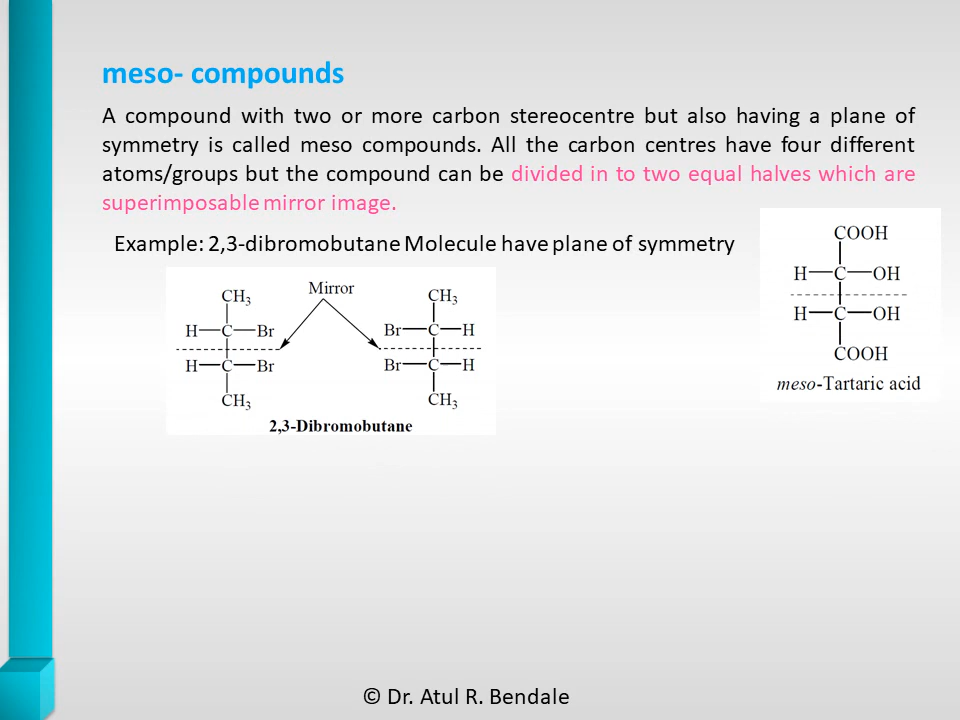 meso- compounds
A compound with two or more carbon stereocentre but also having a plane of
symmetry is called meso compounds. All the carbon centres have four different
atoms/groups but the compound can be divided in to two equal halves which are
superimposable mirror image.
Example: 2,3-dibromobutane Molecule have plane of symmetry
CH3 Mirror CH3
H—C—Br Br—C—H
H—C—Br Br—C—H
CH3 CH3
2,3-Dibromobutane
COOH
H—C—OH
H—C—OH
COOH
meso-Tartaric acid
© Dr. Atul R. Bendale